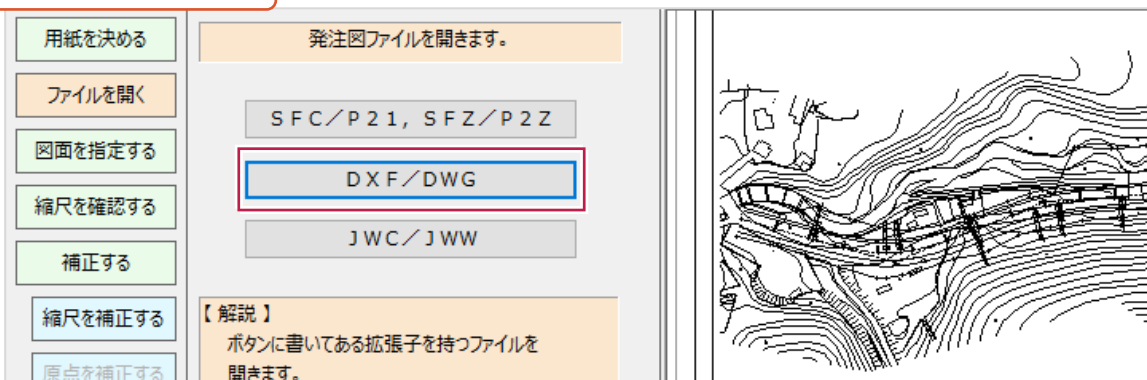 用紙を決める
ファイルを開く
図面を指定する
縮尺を確認する
補正する
縮尺を補正する
原点を補正する
発注図ファイルを開きます。
ＳＦＣ／Ｐ２１，ＳＦＺ／Ｐ２Ｚ
ＤＸＦ／ＤＷＧ
ＪＷＣ／ＪＷＷ
【 解説 】
ボタンに書いてある拡張子を持つファイルを
開きます。